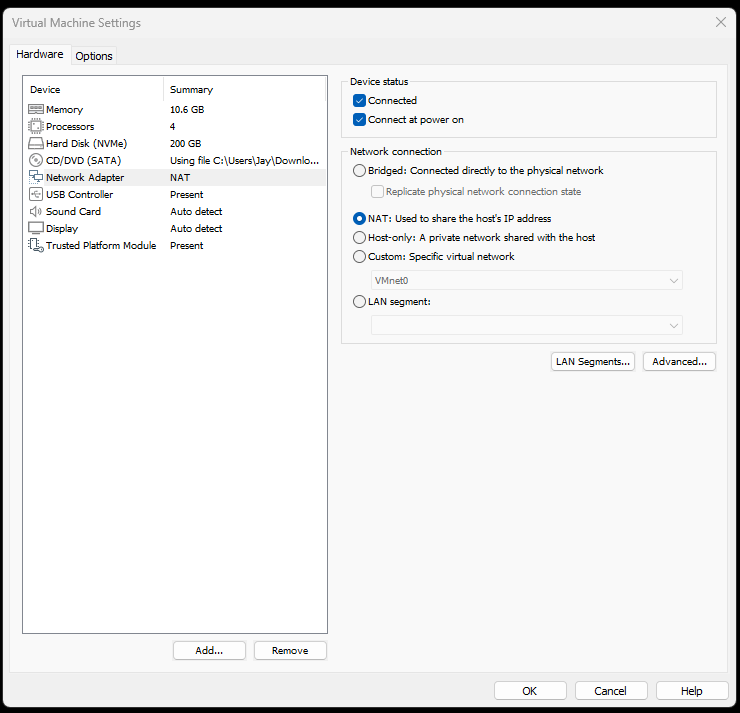 Virtual Machine Settings
Hardware Options
Device Summary
Memory 10.6 GB
Processors 4
Hard Disk (NVMe) 200 GB
CD/DVD (SATA) Using file C:\Users\Jay\Downlo...
Network Adapter NAT
USB Controller Present
Sound Card Auto detect
Display Auto detect
Trusted Platform Module Present
Add... Remove
Device status
Connected
Connect at power on
Network connection
Bridged: Connected directly to the physical network
Replicate physical network connection state
NAT: Used to share the host's IP address
Host-only: A private network shared with the host
Custom: Specific virtual network
VMnet0
LAN segment:
LAN Segments... Advanced...
OK Cancel Help